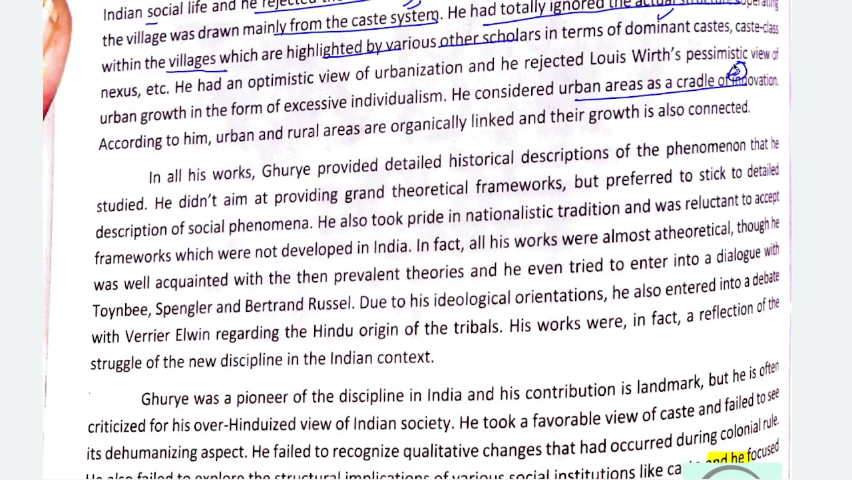 Indian social life and he rejected the actual structures operating
the village was drawn mainly from the caste system. He had totally ignored the
within the villages which are highlighted by various other scholars in terms of dominant castes, caste-class
nexus, etc. He had an optimistic view of urbanization and he rejected Louis Wirth's pessimistic view of
urban growth in the form of excessive individualism. He considered urban areas as a cradle of innovation.
According to him, urban and rural areas are organically linked and their growth is also connected.
In all his works, Ghurye provided detailed historical descriptions of the phenomenon that he
studied. He didn't aim at providing grand theoretical frameworks, but preferred to stick to detailed
description of social phenomena. He also took pride in nationalistic tradition and was reluctant to accept
frameworks which were not developed in India. In fact, all his works were almost atheoretical, though he
was well acquainted with the then prevalent theories and he even tried to enter into a dialogue with
Toynbee, Spengler and Bertrand Russel. Due to his ideological orientations, he also entered into a debate
with Verrier Elwin regarding the Hindu origin of the tribals. His works were, in fact, a reflection of the
struggle of the new discipline in the Indian context.
Ghurye was a pioneer of the discipline in India and his contribution is landmark, but he is often
criticized for his over-Hinduized view of Indian society. He took a favorable view of caste and failed to see
its dehumanizing aspect. He failed to recognize qualitative changes that had occurred during colonial rule.
He also failed to explore the structural implications of various social institutions like and he focused